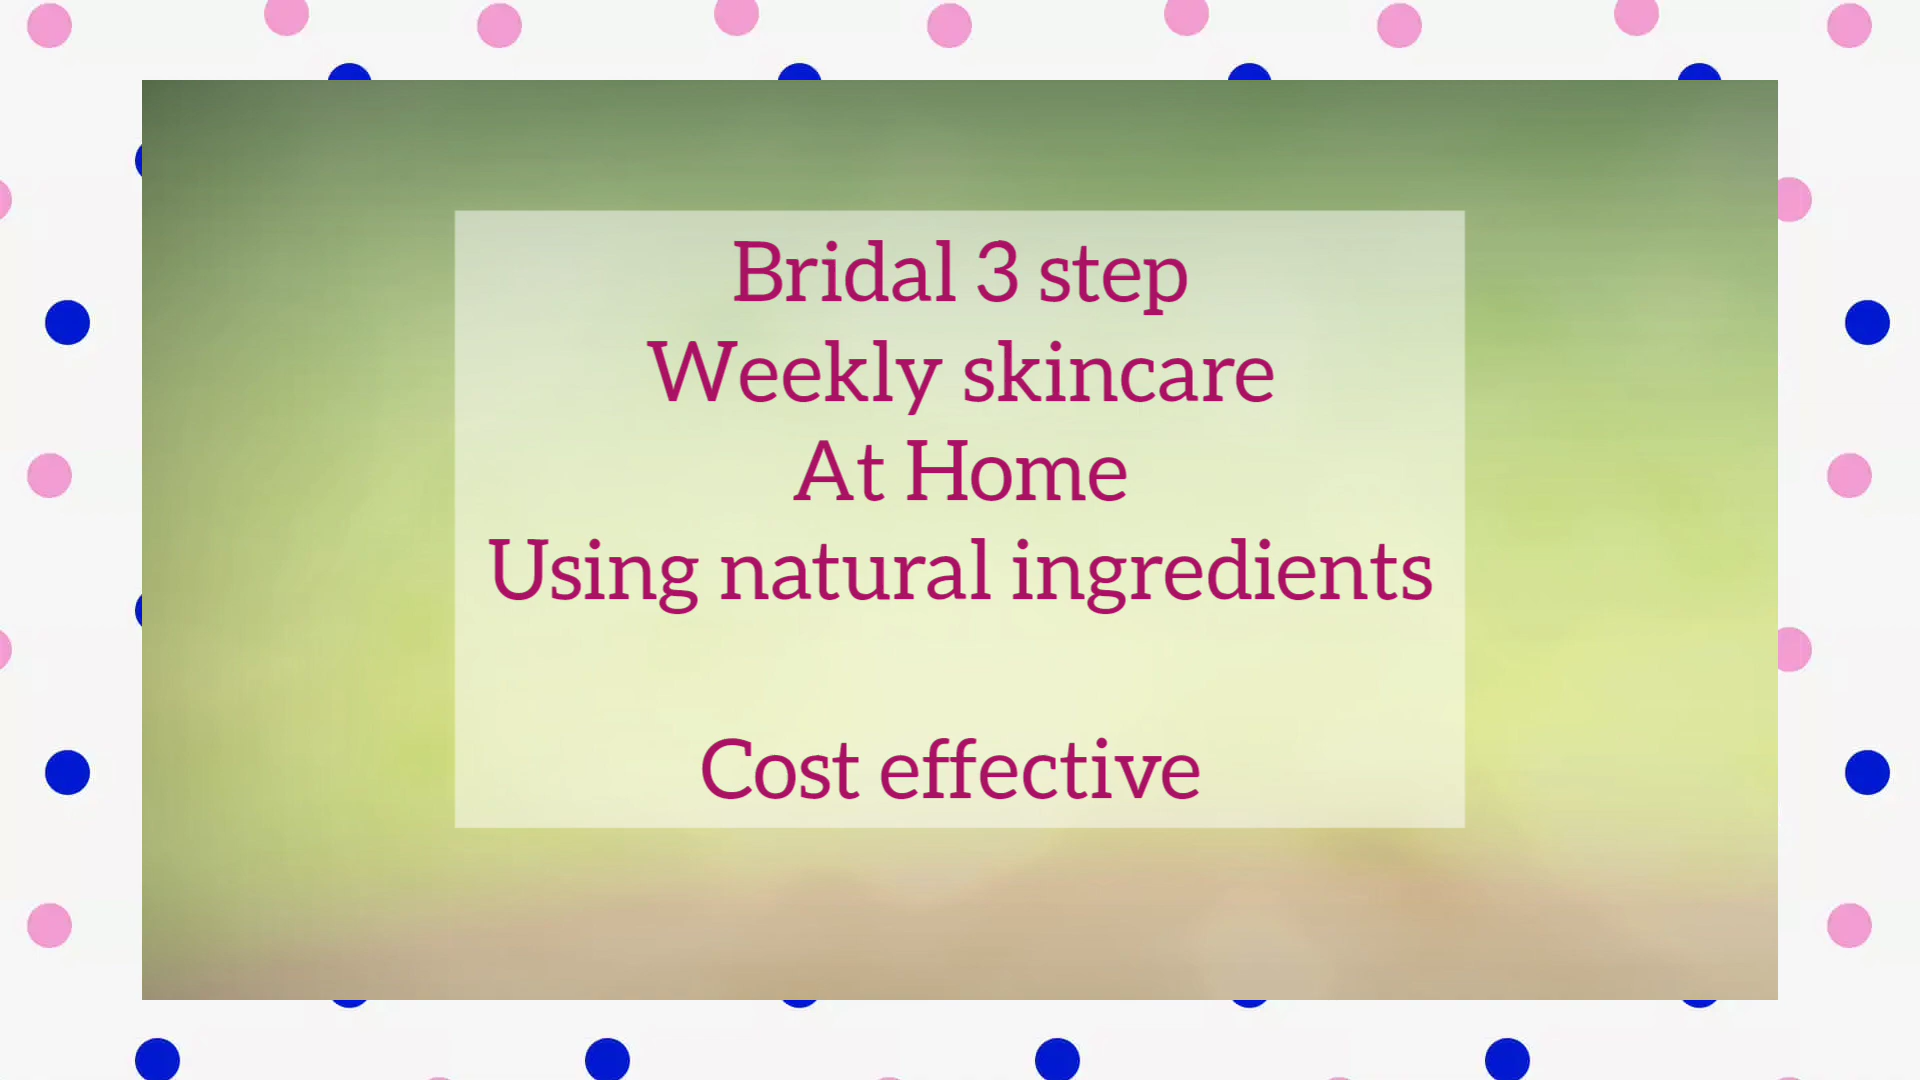 Bridal 3 step
Weekly skincare
At Home
Using natural ingredients
Cost effective